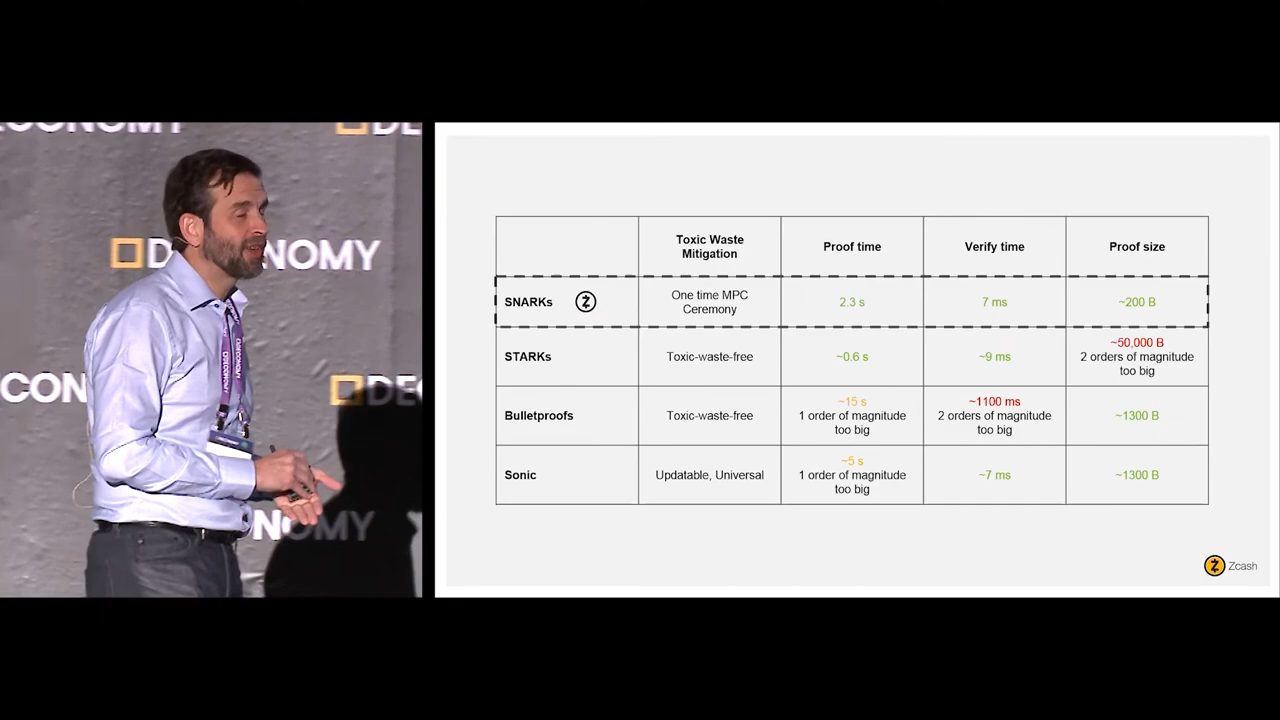 ECONOMY
DE
DECONOMY
ECON
DEC
NOMY
DECONOMY
Toxic Waste
Mitigation
Proof time
Verify time
Proof size
SNARKs
One time MPC
Ceremony
2.3 s
7 ms
~200 B
STARKs
Toxic-waste-free
~0.6 s
~9 ms
~50,000 B
2 orders of magnitude
too big
Bulletproofs
Toxic-waste-free
~15 s
1 order of magnitude
too big
~1100 ms
2 orders of magnitude
too big
~1300 B
Sonic
Updatable, Universal
~5 s
1 order of magnitude
too big
~7 ms
~1300 B
Zcash